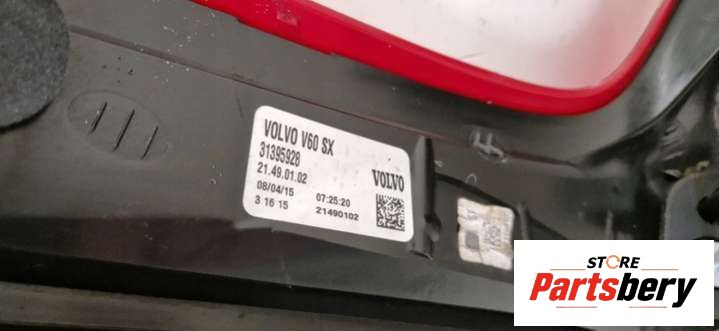 VOLVO V60 SX
31395928
21.49.01.02
08/04/15 07:25:20
3 16 15 21490102
VOLVO
STORE
Partsbery